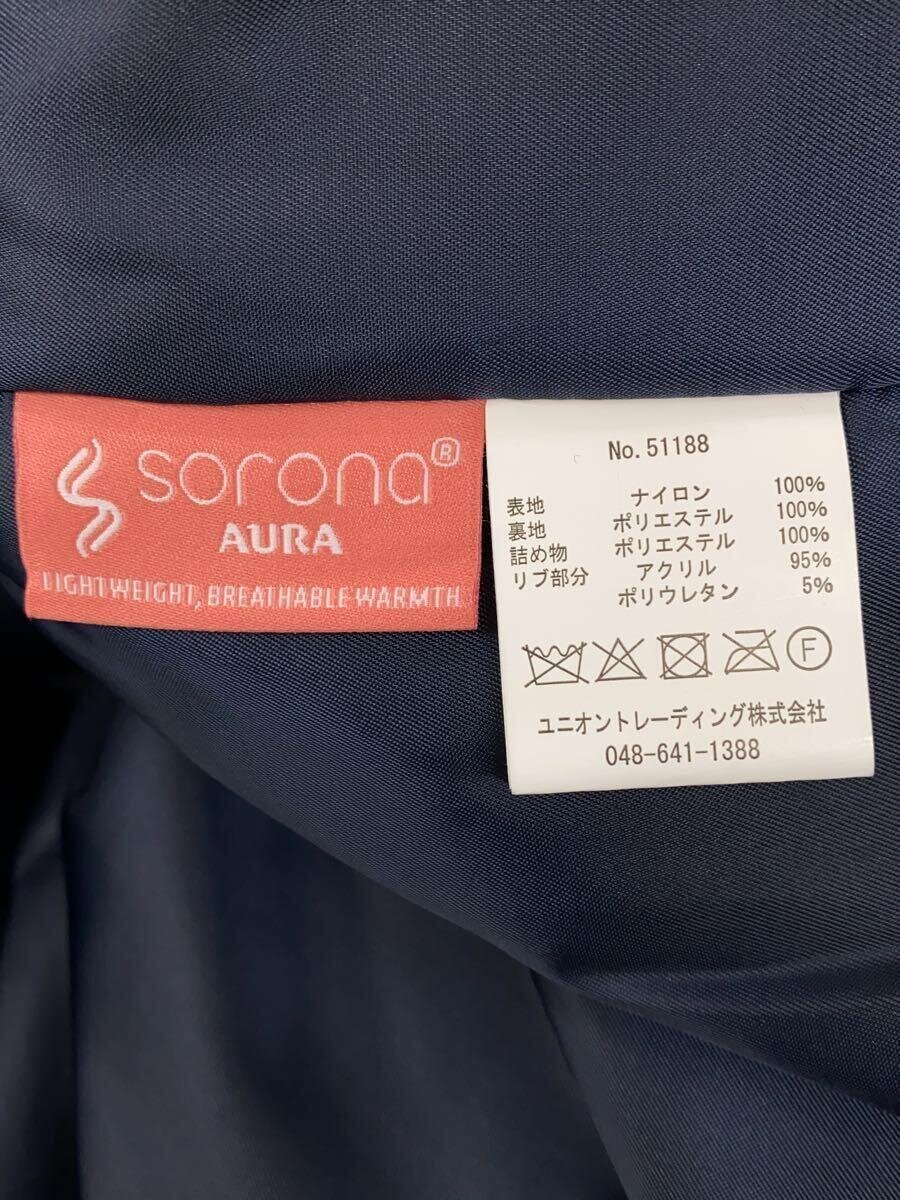 sorona®
AURA
LIGHTWEIGHT, BREATHABLE WARMTH
No.51188
表地 ナイロン 100%
裏地 ポリエステル 100%
詰め物 ポリエステル 100%
リブ部分 アクリル 95%
ポリウレタン 5%
F
ユニオントレーディング株式会社
048-641-1388